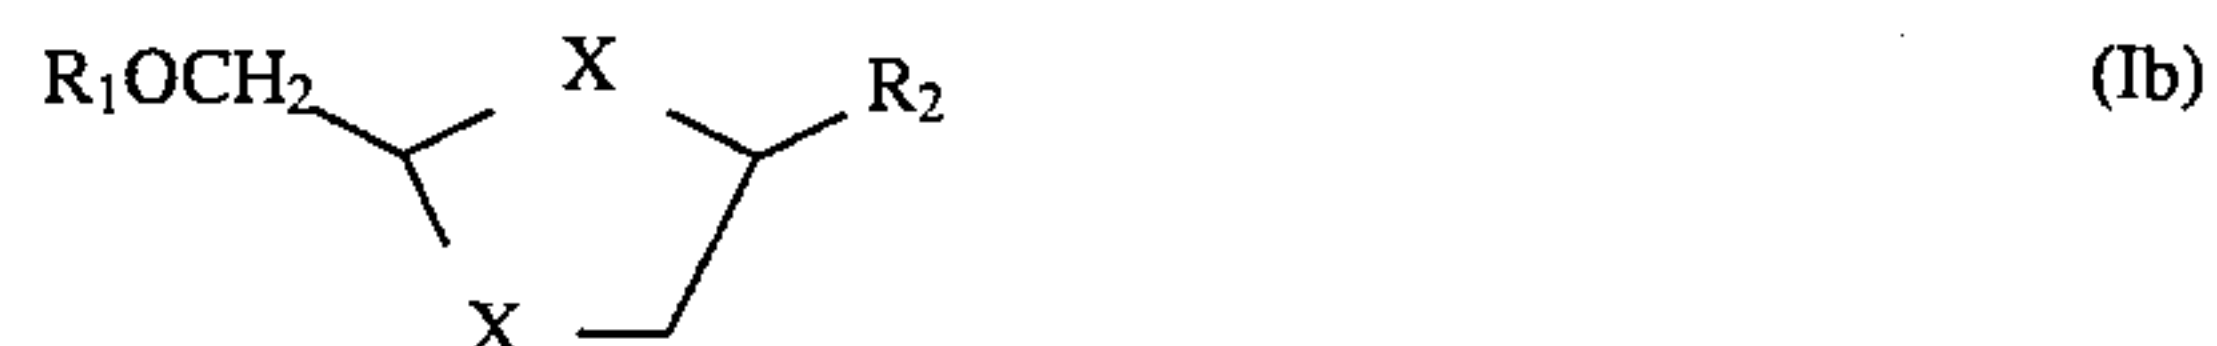 R₁OCH₂ X R₂ (Ib)
X